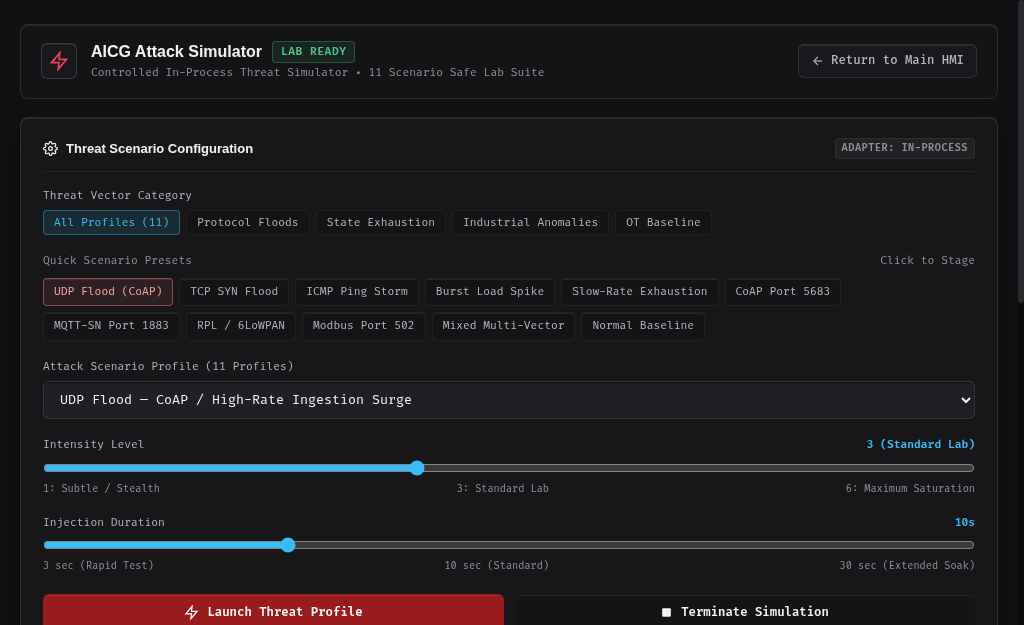 AICG Attack Simulator LAB READY
Controlled In-Process Threat Simulator • 11 Scenario Safe Lab Suite
← Return to Main HMI
Threat Scenario Configuration
ADAPTER: IN-PROCESS
Threat Vector Category
All Profiles (11) Protocol Floods State Exhaustion Industrial Anomalies OT Baseline
Quick Scenario Presets Click to Stage
UDP Flood (CoAP) TCP SYN Flood ICMP Ping Storm Burst Load Spike Slow-Rate Exhaustion CoAP Port 5683
MQTT-SN Port 1883 RPL / 6LoWPAN Modbus Port 502 Mixed Multi-Vector Normal Baseline
Attack Scenario Profile (11 Profiles)
UDP Flood — CoAP / High-Rate Ingestion Surge
Intensity Level 3 (Standard Lab)
1: Subtle / Stealth 3: Standard Lab 6: Maximum Saturation
Injection Duration 10s
3 sec (Rapid Test) 10 sec (Standard) 30 sec (Extended Soak)
Launch Threat Profile Terminate Simulation